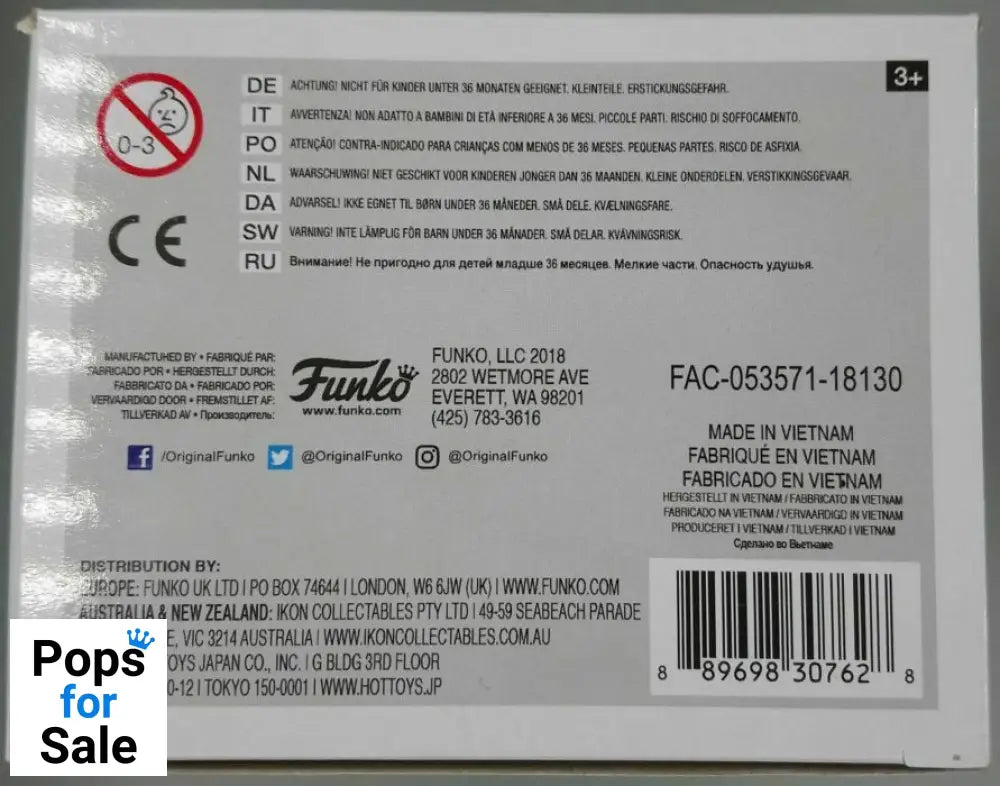 0-3
3+
DE ACHTUNG! NICHT FÜR KINDER UNTER 36 MONATEN GEEIGNET. KLEINTEILE. ERSTICKUNGSGEFAHR.
IT AVVERTENZA! NON ADATTO A BAMBINI DI ETÀ INFERIORE A 36 MESI. PICCOLE PARTI. RISCHIO DI SOFFOCAMENTO.
PO ATENÇÃO! CONTRA-INDICADO PARA CRIANÇAS COM MENOS DE 36 MESES. PEQUENAS PARTES. RISCO DE ASFIXIA.
NL WAARSCHUWING! NIET GESCHIKT VOOR KINDEREN JONGER DAN 36 MAANDEN. KLEINE ONDERDELEN. VERSTIKKINGSGEVAAR.
DA ADVARSEL! IKKE EGNET TIL BØRN UNDER 36 MÅNEDER. SMÅ DELE. KVÆLNINGSFARE.
SW VARNING! INTE LÄMPLIG FÖR BARN UNDER 36 MÅNADER. SMÅ DELAR. KVÄVNINGSRISK.
RU Внимание! Не пригодно для детей младше 36 месяцев. Мелкие части. Опасность удушья.
CE
MANUFACTUHED BY • FABRIQUÉ PAR:
FABRICADO POR • HERGESTELLT DURCH:
FABBRICATO DA • FABRICADO POR:
VERVAARDIGD DOOR • FREMSTILLET AF:
TILLVERKAD AV • Производитель:
Funko
www.funko.com
FUNKO, LLC 2018
2802 WETMORE AVE
EVERETT, WA 98201
(425) 783-3616
FAC-053571-18130
MADE IN VIETNAM
FABRIQUÉ EN VIETNAM
FABRICADO EN VIETNAM
HERGESTELLT IN VIETNAM / FABBRICATO IN VIETNAM
FABRICADO NA VIETNAM / VERVAARDIGD IN VIETNAM
PRODUCERET I VIETNAM / TILLVERKAD I VIETNAM
Сделано во Вьетнаме
/OriginalFunko @OriginalFunko @OriginalFunko
DISTRIBUTION BY:
EUROPE: FUNKO UK LTD I PO BOX 74644 I LONDON, W6 6JW (UK) I WWW.FUNKO.COM
AUSTRALIA & NEW ZEALAND: IKON COLLECTABLES PTY LTD I 49-59 SEABEACH PARADE
E, VIC 3214 AUSTRALIA I WWW.IKONCOLLECTABLES.COM.AU
OYS JAPAN CO., INC. I G BLDG 3RD FLOOR
0-12 I TOKYO 150-0001 I WWW.HOTTOYS.JP
8 89698 30762 8
Pops
for
Sale